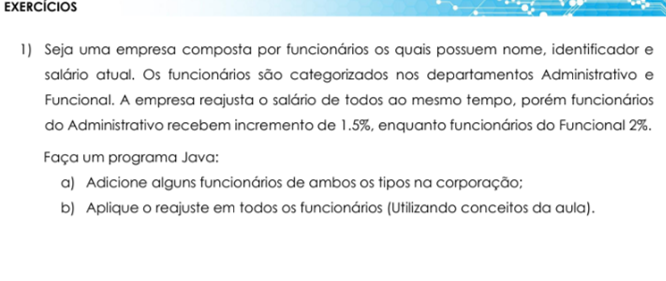 EXERCÍCIOS
1) Seja uma empresa composta por funcionários os quais possuem nome, identificador e
salário atual. Os funcionários são categorizados nos departamentos Administrativo e
Funcional. A empresa reajusta o salário de todos ao mesmo tempo, porém funcionários
do Administrativo recebem incremento de 1.5%, enquanto funcionários do Funcional 2%.
Faça um programa Java:
a) Adicione alguns funcionários de ambos os tipos na corporação;
b) Aplique o reajuste em todos os funcionários (Utilizando conceitos da aula).